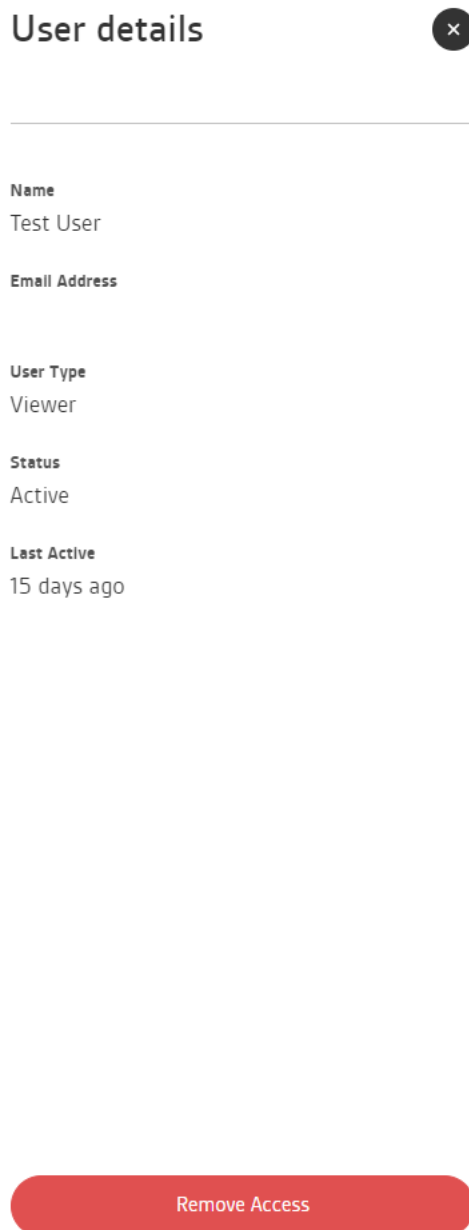 User details
Name
Test User
Email Address
User Type
Viewer
Status
Active
Last Active
15 days ago
Remove Access